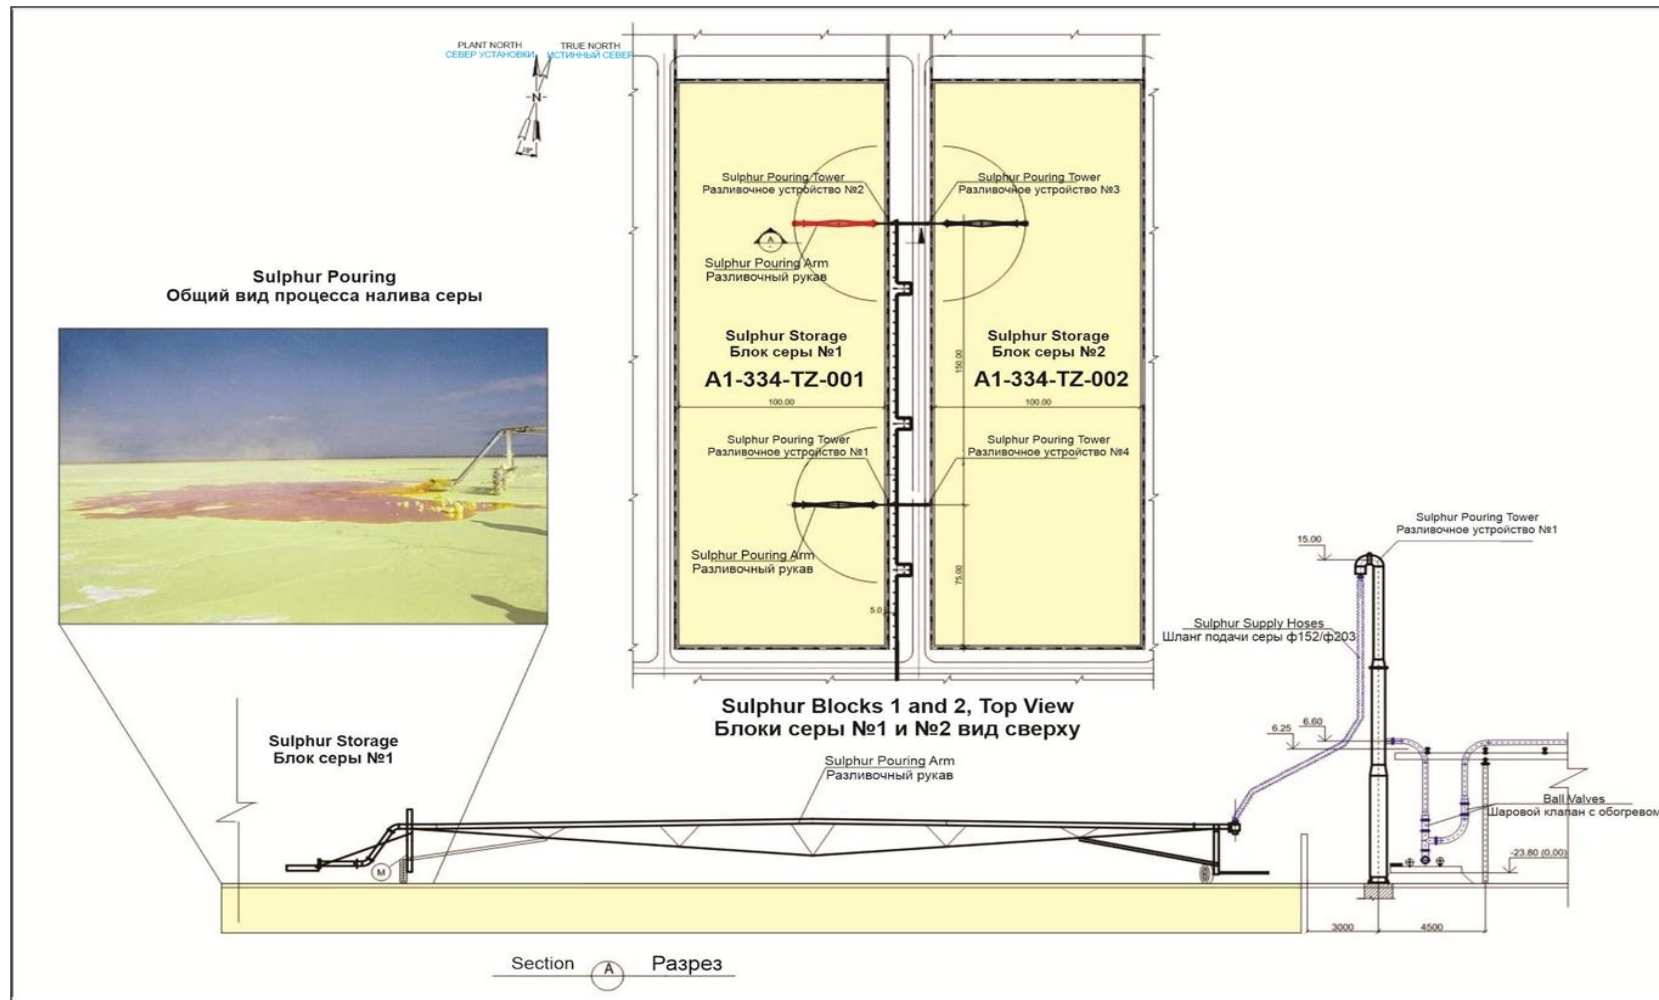 PLANT NORTH
СЕВЕР УСТАНОВКИ
TRUE NORTH
ИСТИННЫЙ СЕВЕР
N
18°
Sulphur Pouring Tower
Разливочное устройство №2
Sulphur Pouring Tower
Разливочное устройство №3
A
Sulphur Pouring Arm
Разливочный рукав
Sulphur Storage
Блок серы №1
A1-334-TZ-001
100.00
Sulphur Storage
Блок серы №2
A1-334-TZ-002
100.00
150.00
Sulphur Pouring Tower
Разливочное устройство №1
Sulphur Pouring Tower
Разливочное устройство №4
Sulphur Pouring Arm
Разливочный рукав
75.00
5.0
Sulphur Blocks 1 and 2, Top View
Блоки серы №1 и №2 вид сверху
Sulphur Pouring
Общий вид процесса налива серы
Sulphur Storage
Блок серы №1
Sulphur Pouring Arm
Разливочный рукав
M
Sulphur Pouring Tower
Разливочное устройство №1
15.00
Sulphur Supply Hoses
Шланг подачи серы ф152/ф203
6.25
6.60
Ball Valves
Шаровой клапан с обогревом
-23.80 (0.00)
3000
4500
Section
A
Разрез